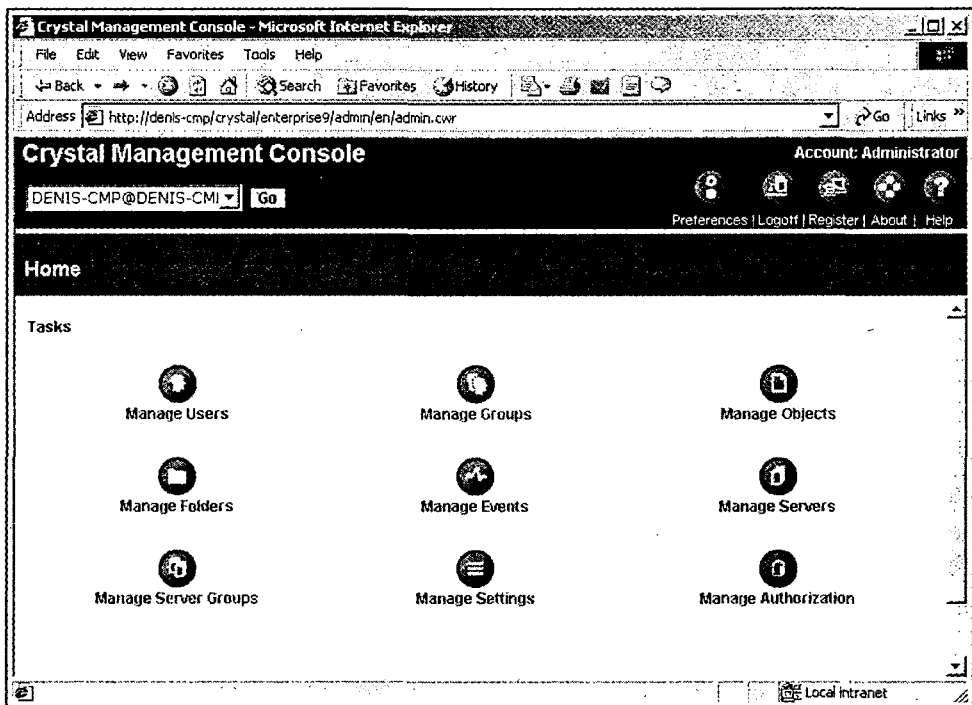 Crystal Management Console - Microsoft Internet Explorer
File Edit View Favorites Tools Help
Back Search Favorites History
Address http://denis-cmp/crystal/enterprise9/admin/en/admin.cwr Go Links »
Crystal Management Console
Account: Administrator
DENIS-CMP@DENIS-CMI Go
Preferences | Logoff | Register | About | Help
Home
Tasks
Manage Users Manage Groups Manage Objects
Manage Folders Manage Events Manage Servers
Manage Server Groups Manage Settings Manage Authorization
Local intranet